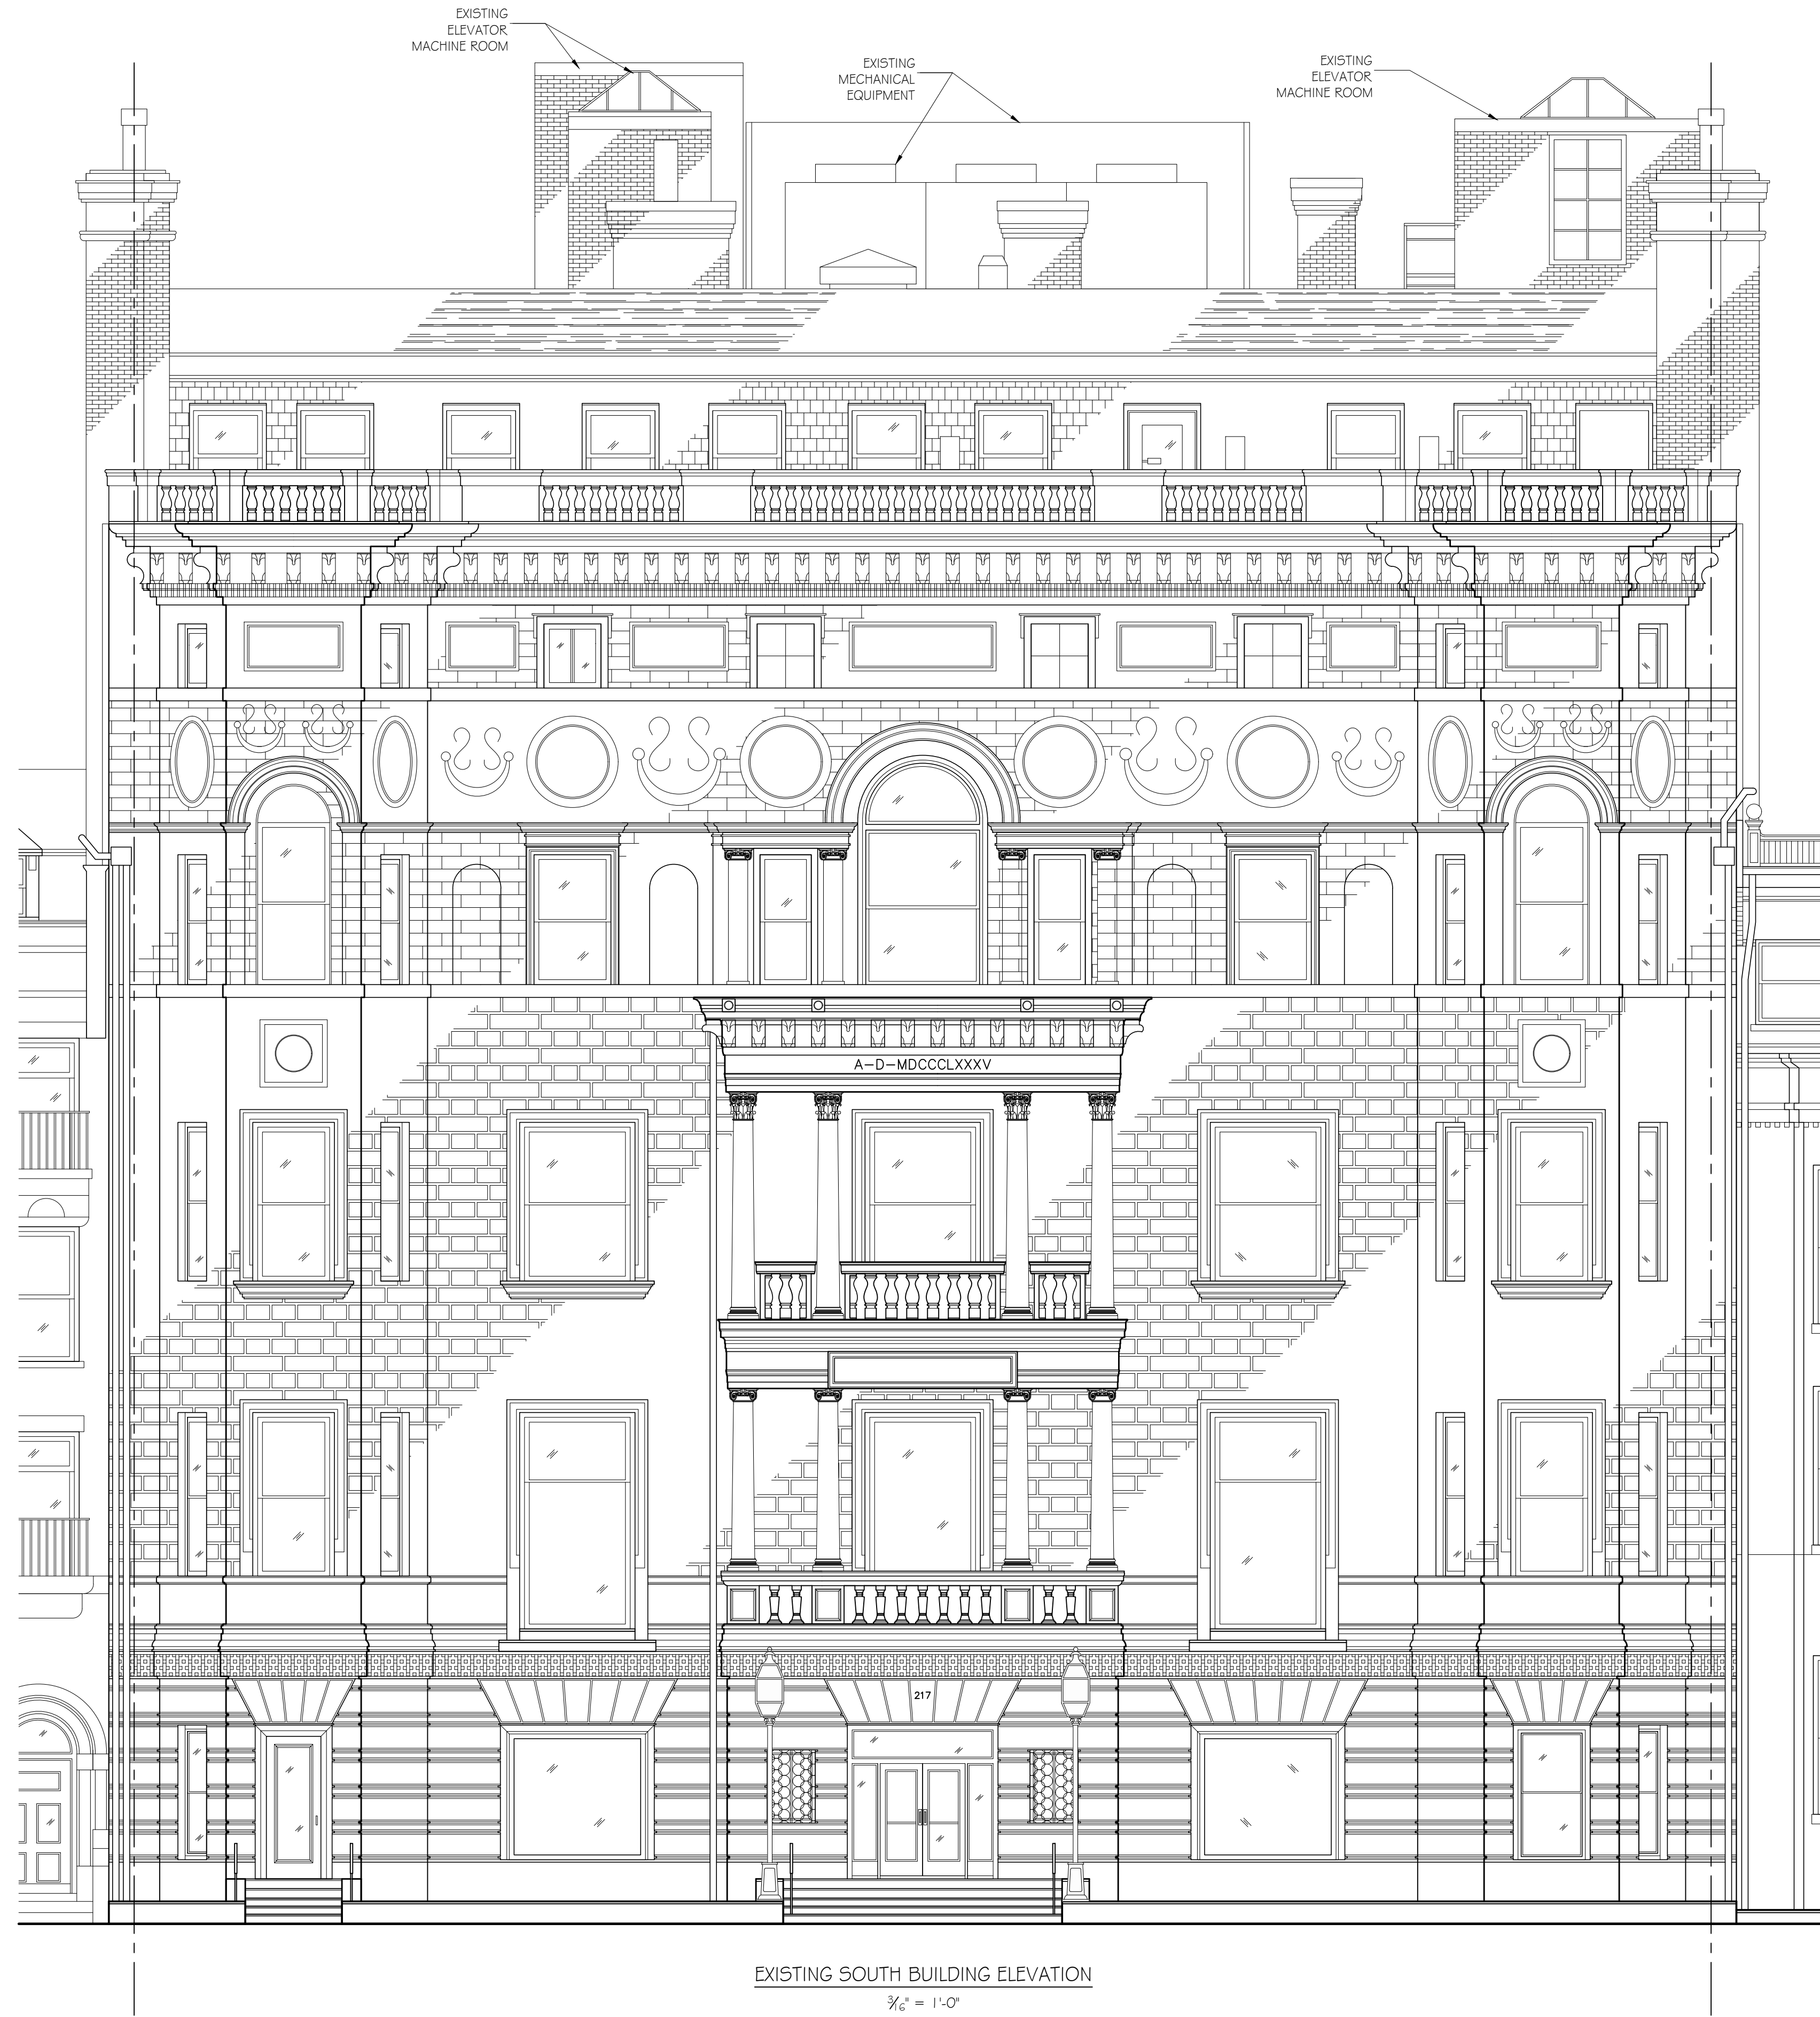 EXISTING
ELEVATOR
MACHINE ROOM
EXISTING
MECHANICAL
EQUIPMENT
EXISTING
ELEVATOR
MACHINE ROOM
A-D-MDCCCLXXXV
217
EXISTING SOUTH BUILDING ELEVATION
3/16" = 1'-0"